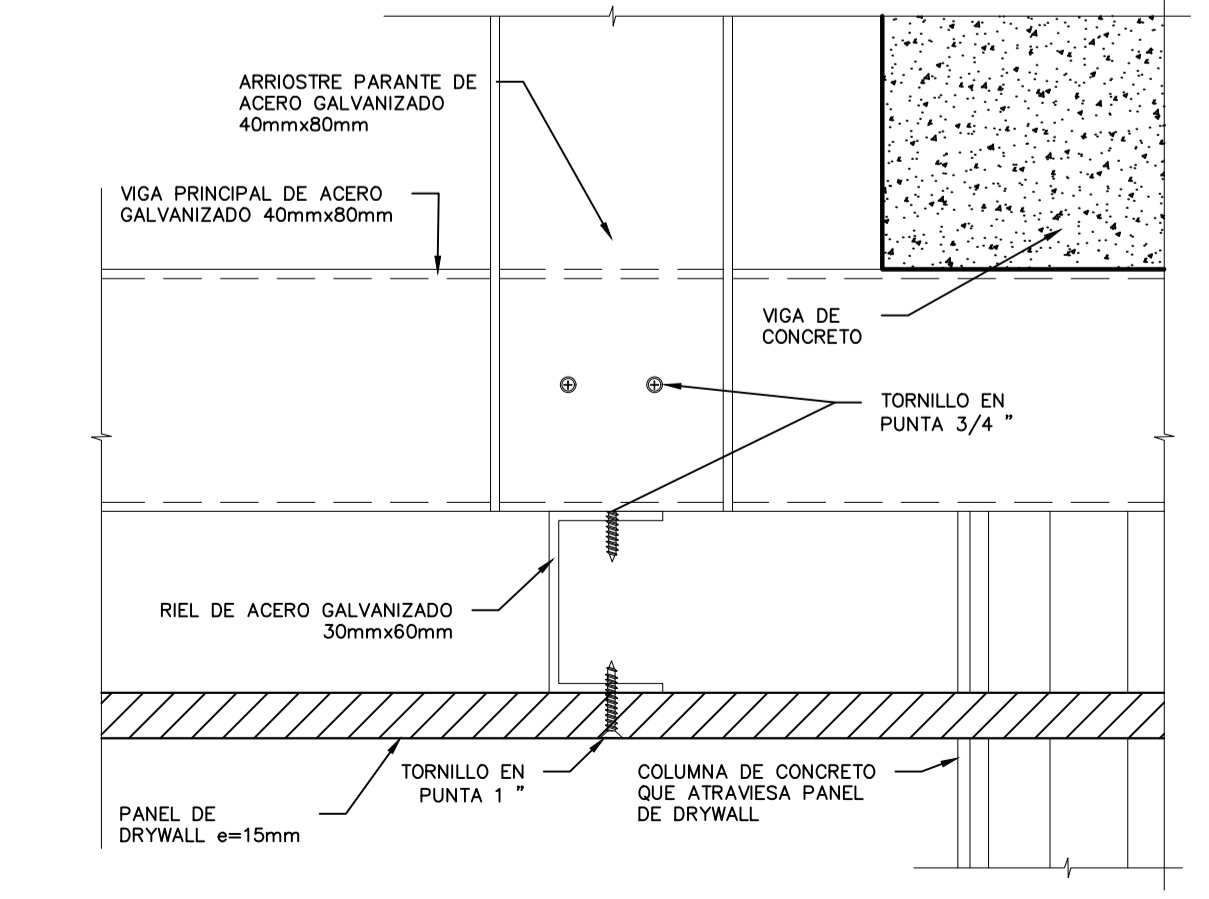 ARRIOSTRE PARANTE DE
ACERO GALVANIZADO
40mmx80mm
VIGA PRINCIPAL DE ACERO
GALVANIZADO 40mmx80mm
VIGA DE
CONCRETO
TORNILLO EN
PUNTA 3/4 "
RIEL DE ACERO GALVANIZADO
30mmx60mm
TORNILLO EN
PUNTA 1 "
COLUMNA DE CONCRETO
QUE ATRAVIESA PANEL
DE DRYWALL
PANEL DE
DRYWALL e=15mm